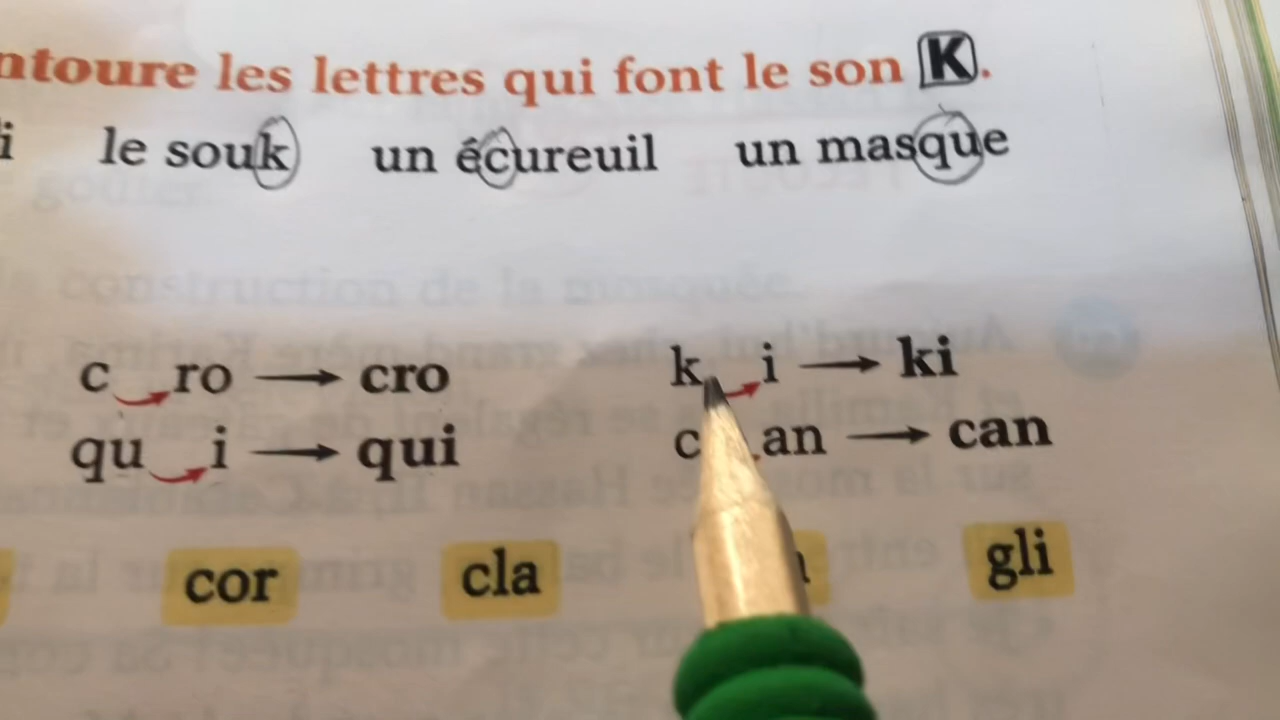 ntoure les lettres qui font le son K.
i le souk un écureuil un masque
c ro → cro k i → ki
qu i → qui c an → can
cor cla gli